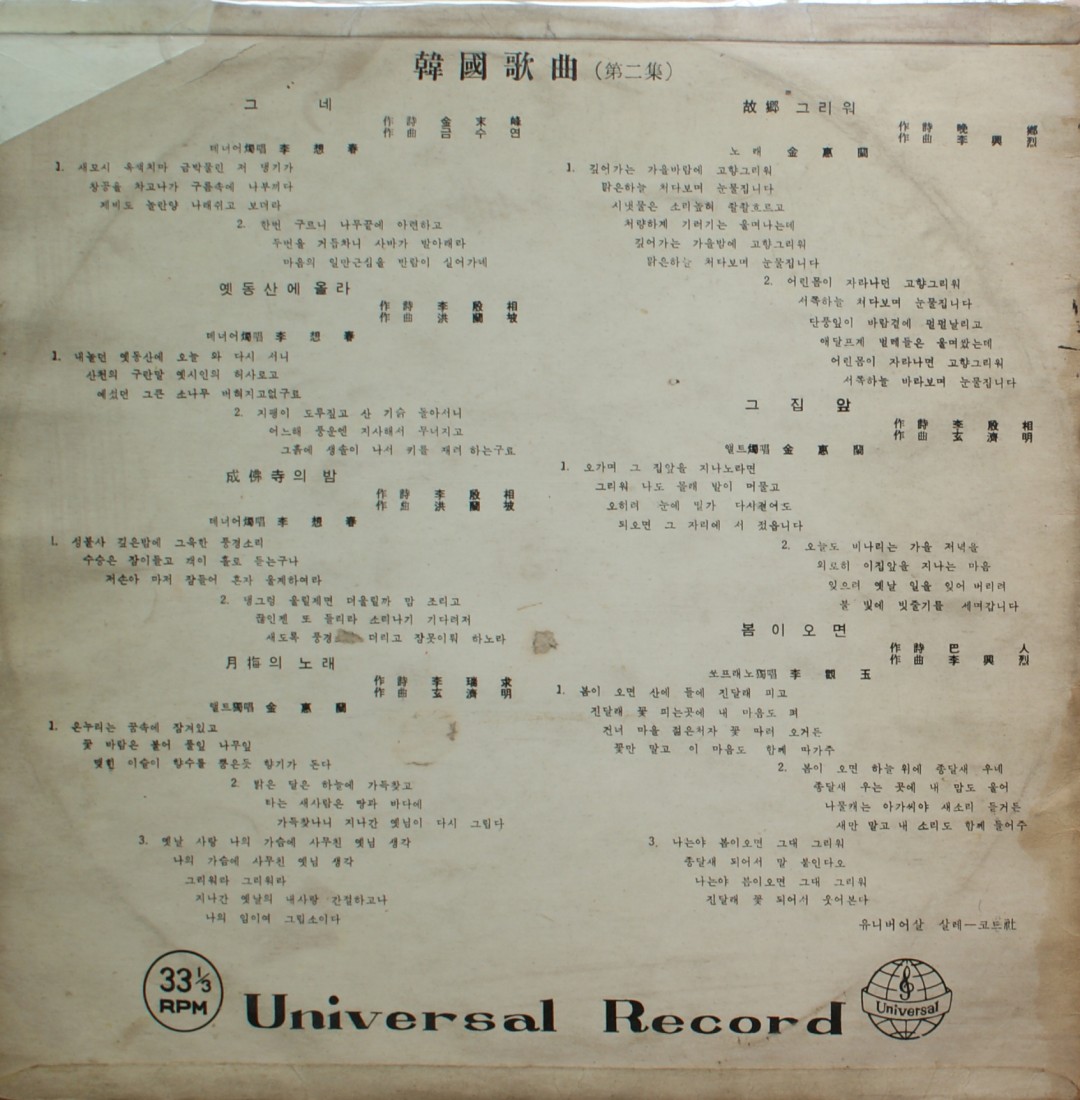 韓國歌曲 (第二集)
그 네
作 詩 金 末 峰
作 曲 금 수 연
테너어獨唱 李 想 春
1. 새모시 옥색치마 금박물린 저 댕기가
창공을 차고나가 구름속에 나부끼다
제비도 놀란양 나래쉬고 보더라
2. 한번 구르니 나무끝에 아련하고
두번을 거듭차니 사바가 발아래라
마음의 일만근심을 바람이 실어가네
옛동산에 올라
作 詩 李 殷 相
作 曲 洪 蘭 坡
테너어獨唱 李 想 春
1. 내놀던 옛동산에 오늘 와 다시 서니
산천의 구란말 옛시인의 허사로고
예섰던 그큰 소나무 버혀지고없구료
2. 지팽이 도루짚고 산 기슭 돌아서니
어느해 풍운엔 지사해서 무너지고
그흙에 생솔이 나서 키를 재려 하는구료
成佛寺의 밤
作 詩 李 殷 相
作 曲 洪 蘭 坡
테너어獨唱 李 想 春
1. 성불사 깊은밤에 그윽한 풍경소리
주승은 잠이들고 객이 홀로 듣는구나
저손아 마저 잠들어 혼자 울게하여라
2. 댕그렁 울릴제면 더울릴까 맘 조리고
끊인젠 또 들리라 소리나기 기다려져
새도록 풍경 더리고 잠못이뤄 하노라
月梅의 노래
作 詩 李 瑞 求
作 曲 玄 濟 明
앨트獨唱 金 惠 蘭
1. 온누리는 꿈속에 잠겨있고
꽃 바람은 불어 풀잎 나무잎
맺힌 이슬이 향수를 뿜은듯 향기가 돈다
2. 밝은 달은 하늘에 가득찾고
타는 새사람은 땅과 바다에
가득찾나니 지나간 옛님이 다시 그립다
3. 옛날 사랑 나의 가슴에 사무친 옛님 생각
나의 가슴에 사무친 옛님 생각
그리워라 그리워라
지나간 옛날의 내사랑 간절하고나
나의 임이여 그립소이다
故鄕 그리워
作 詩 晩 鄕
作 曲 李 興 烈
노래 金 惠 蘭
1. 깊어가는 가을바람에 고향그리워
맑은하늘 처다보며 눈물집니다
시냇물은 소리높혀 좔좔흐르고
처량하게 기러기는 울며나는데
깊어가는 가을밤에 고향그리워
맑은하늘 처다보며 눈물집니다
2. 어린몸이 자라나던 고향그리워
서쪽하늘 처다보며 눈물집니다
단풍잎이 바람결에 펄펄날리고
애달프게 벌레들은 울며짰는데
어린몸이 자라나면 고향그리워
서쪽하늘 바라보며 눈물집니다
그 집 앞
作 詩 李 殷 相
作 曲 玄 濟 明
앨트獨唱 金 惠 蘭
1. 오가며 그 집앞을 지나노라면
그리워 나도 몰래 발이 머물고
오히려 눈에 띌가 다시걸어도
되오면 그 자리에 서 젔읍니다
2. 오늘도 비나리는 가을 저녁을
외로히 이집앞을 지나는 마음
잊으려 옛날 일을 잊어 버리려
불 빛에 빗줄기를 세며갑니다
봄이오면
作 詩 巴 人
作 曲 李 興 烈
쏘프래노獨唱 李 觀 玉
1. 봄이 오면 산에 들에 진달래 피고
진달래 꽃 피는곳에 내 마음도 펴
건너 마을 젊은처자 꽃 따러 오거든
꽃만 말고 이 마음도 함께 따가주
2. 봄이 오면 하늘위에 종달새 우네
종달새 우는 곳에 내 맘도 울어
나물캐는 아가씨야 새소리 듣거든
새만 말고 내 소리도 함께 들어주
3. 나는야 봄이오면 그대 그리워
종달새 되어서 말 붙인다오
나는야 봄이오면 그대 그리워
진달래 꽃 되어서 웃어본다
유니버어살 살레—코트社
33⅓
RPM
Universal Record
Universal